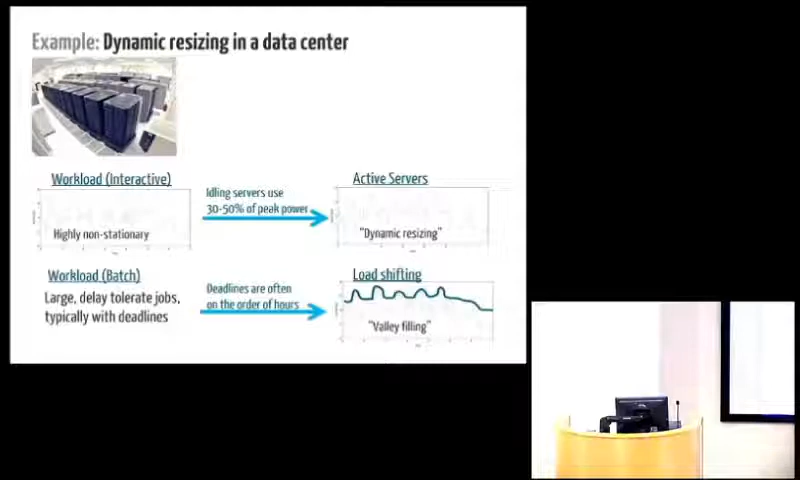 Example: Dynamic resizing in a data center
Workload (Interactive)
Highly non-stationary
Idling servers use
30-50% of peak power
Active Servers
"Dynamic resizing"
Workload (Batch)
Large, delay tolerate jobs,
typically with deadlines
Deadlines are often
on the order of hours
Load shifting
"Valley filling"